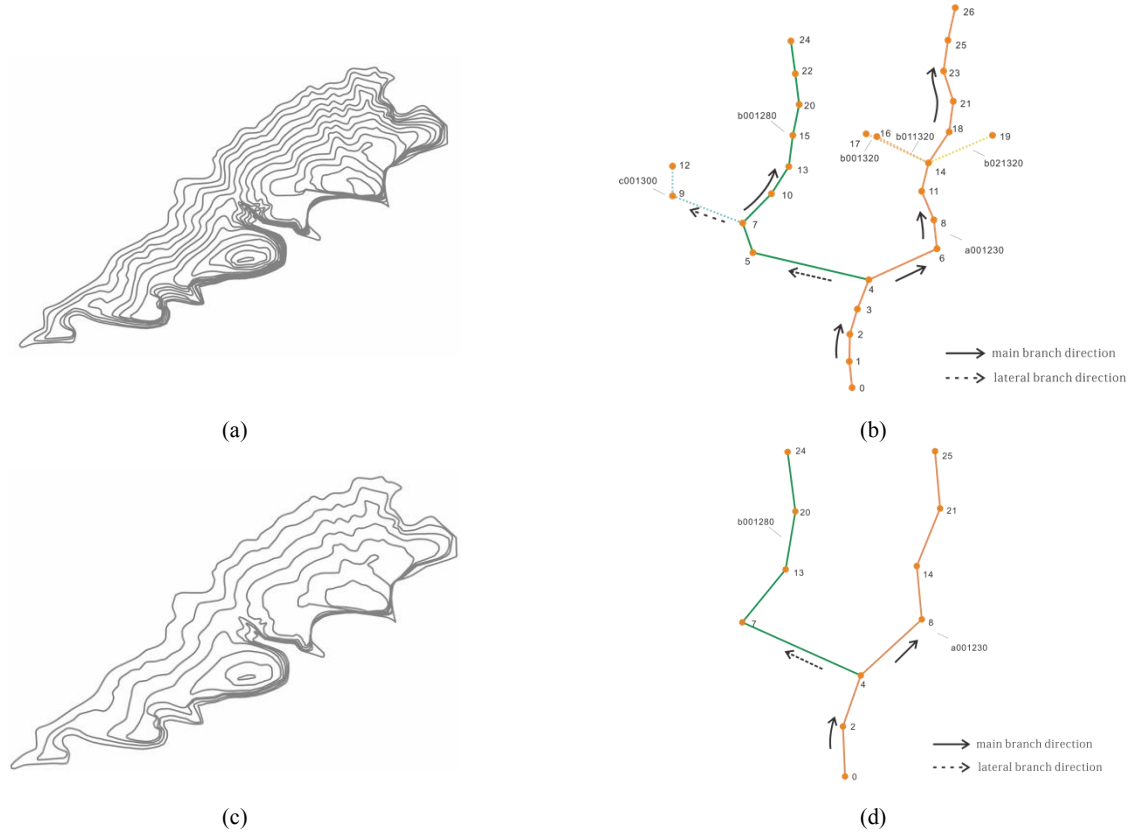 26
24
25
22
23
20
21
b001280
15
18
16
b011320
19
17
b001320
b021320
12
13
14
c001300
9
10
11
7
8
a001230
5
6
4
3
2
main branch direction
1
lateral branch direction
0
(a)
(b)
24
25
20
21
b001280
13
14
7
8
a001230
4
2
main branch direction
lateral branch direction
0
(c)
(d)